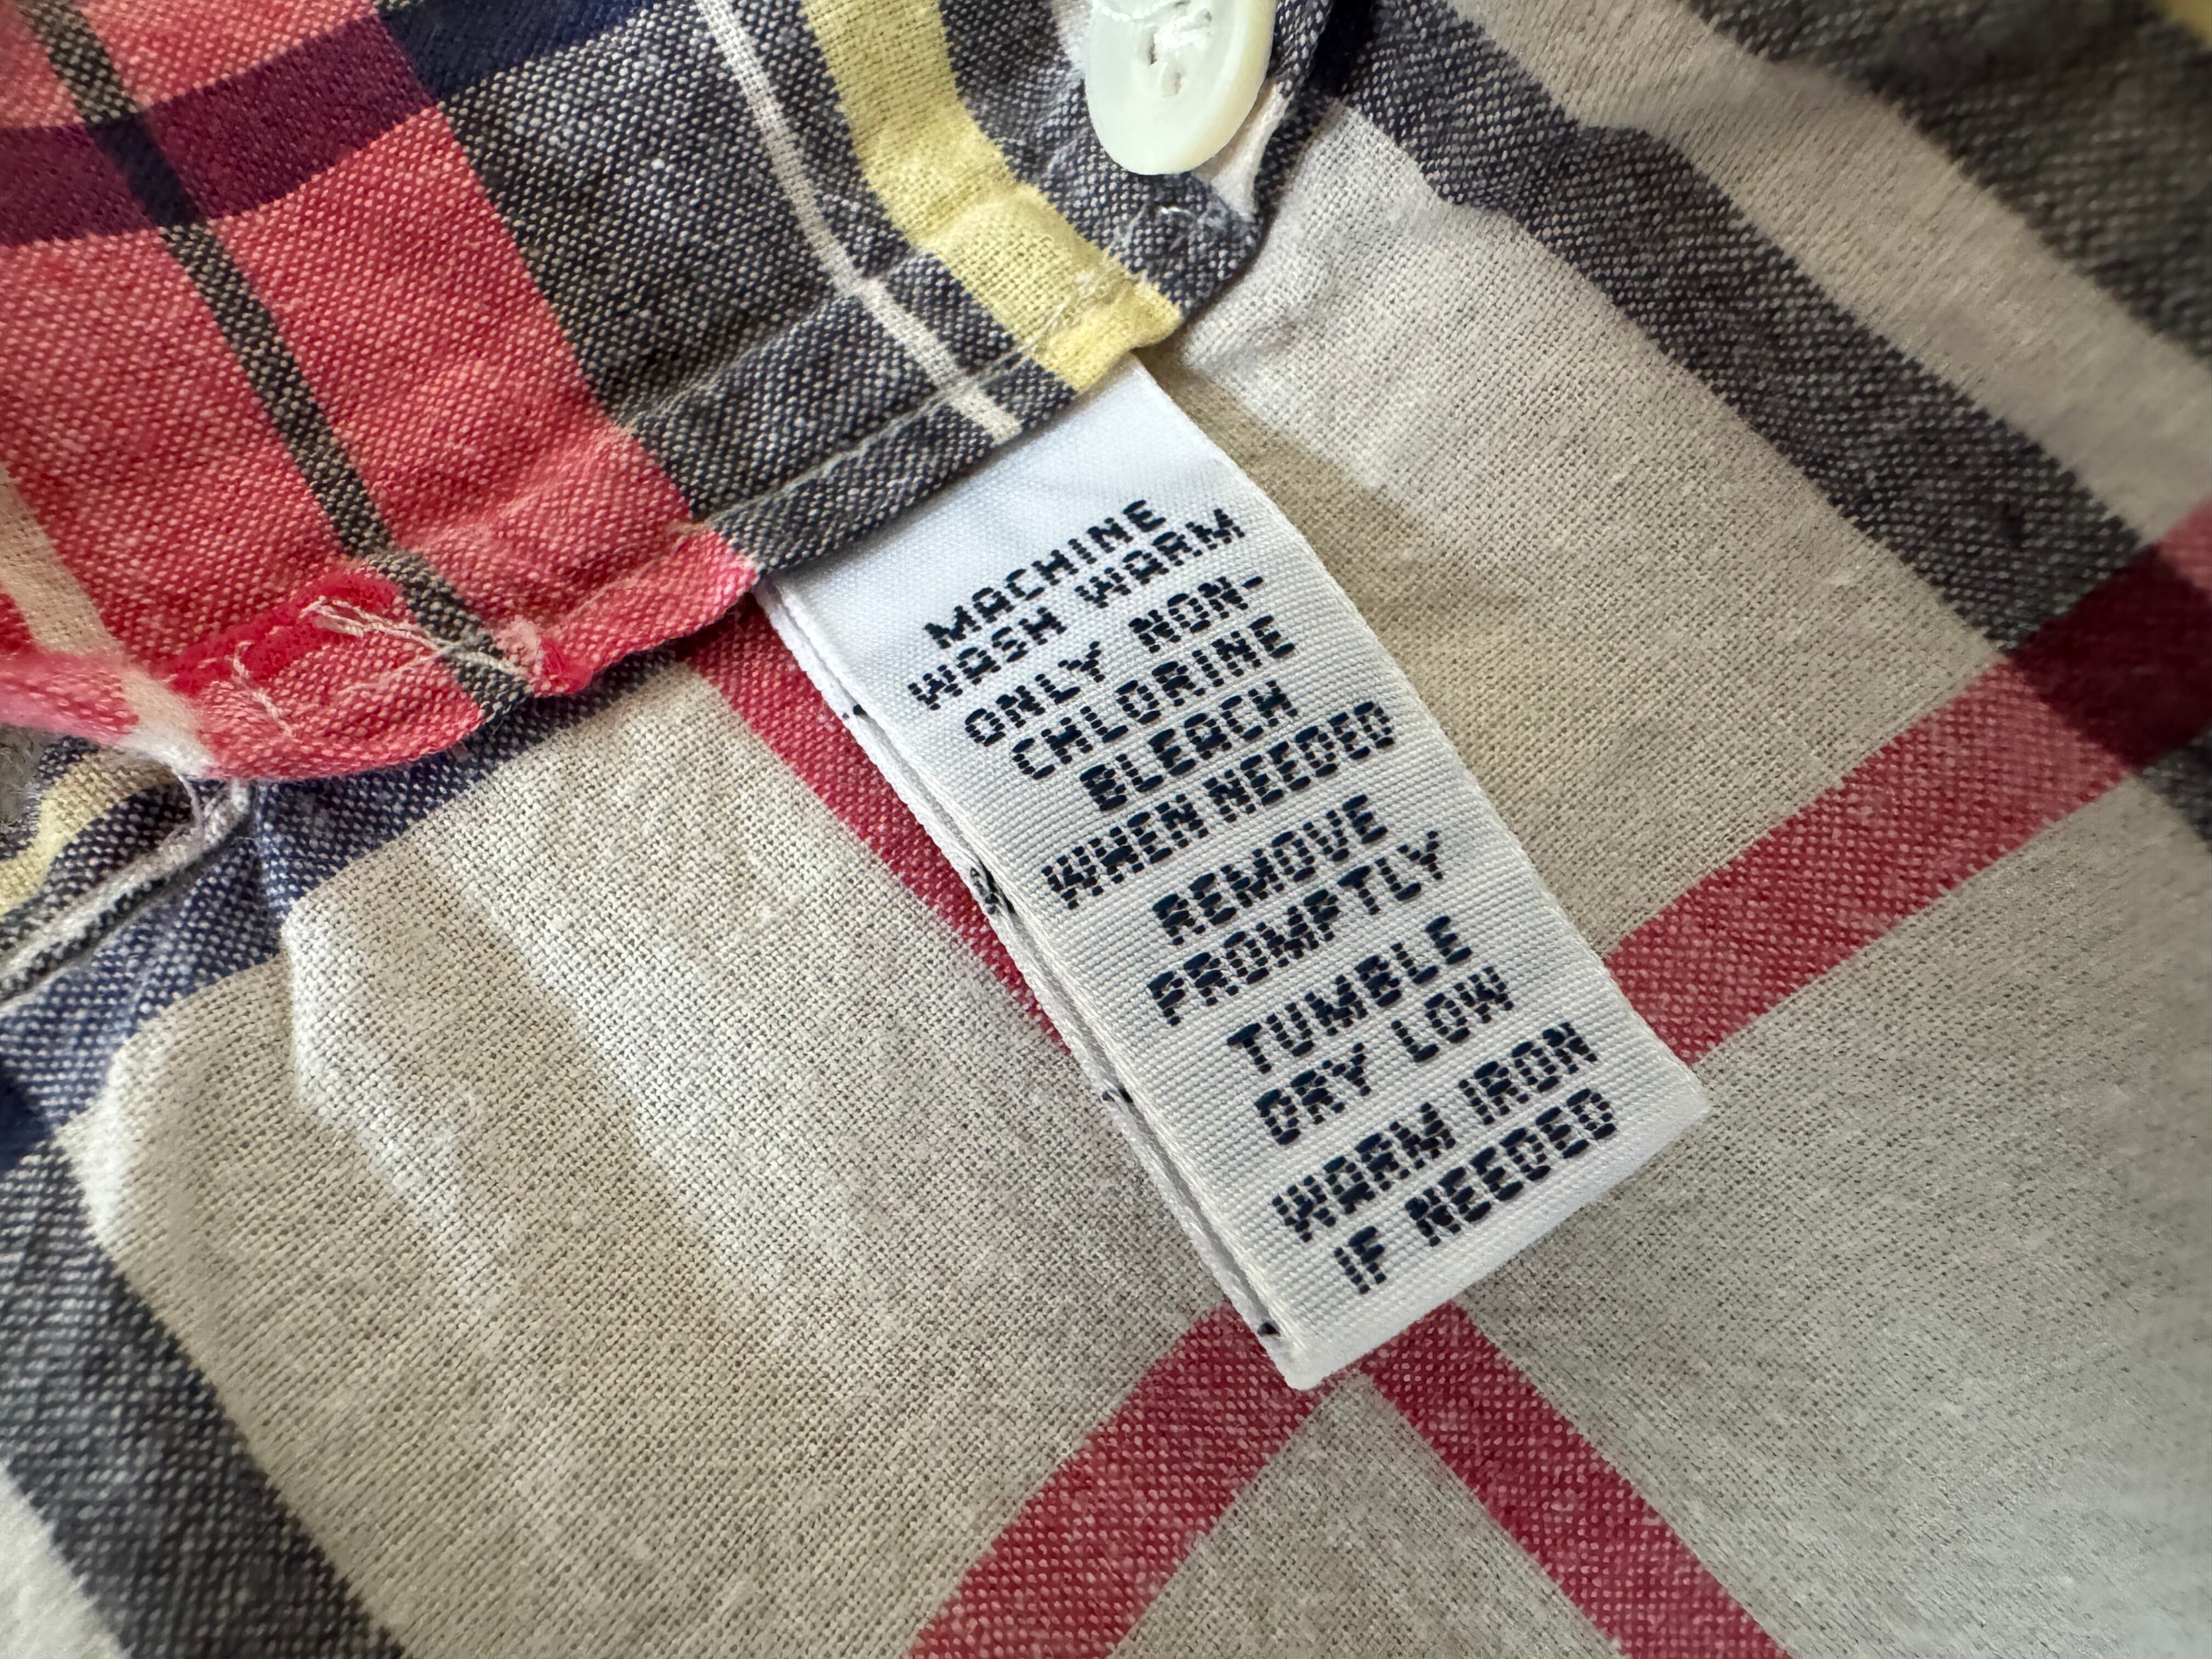 MACHINE
WASH WARM
ONLY NON-
CHLORINE
BLEACH
WHEN NEEDED
REMOVE
PROMPTLY
TUMBLE
DRY LOW
WARM IRON
IF NEEDED